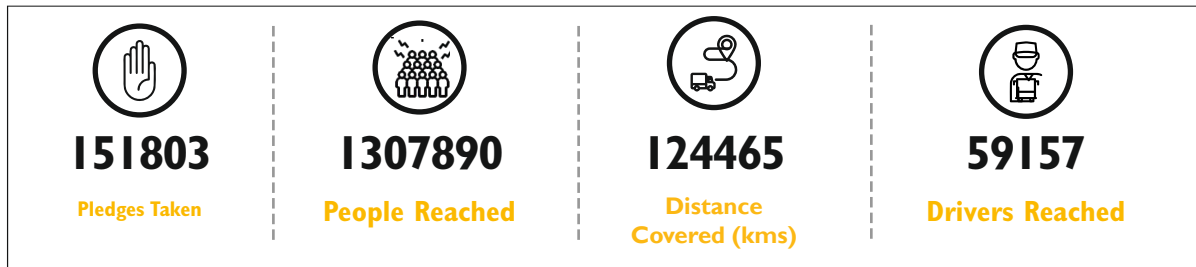 151803
Pledges Taken
1307890
People Reached
124465
Distance
Covered (kms)
59157
Drivers Reached